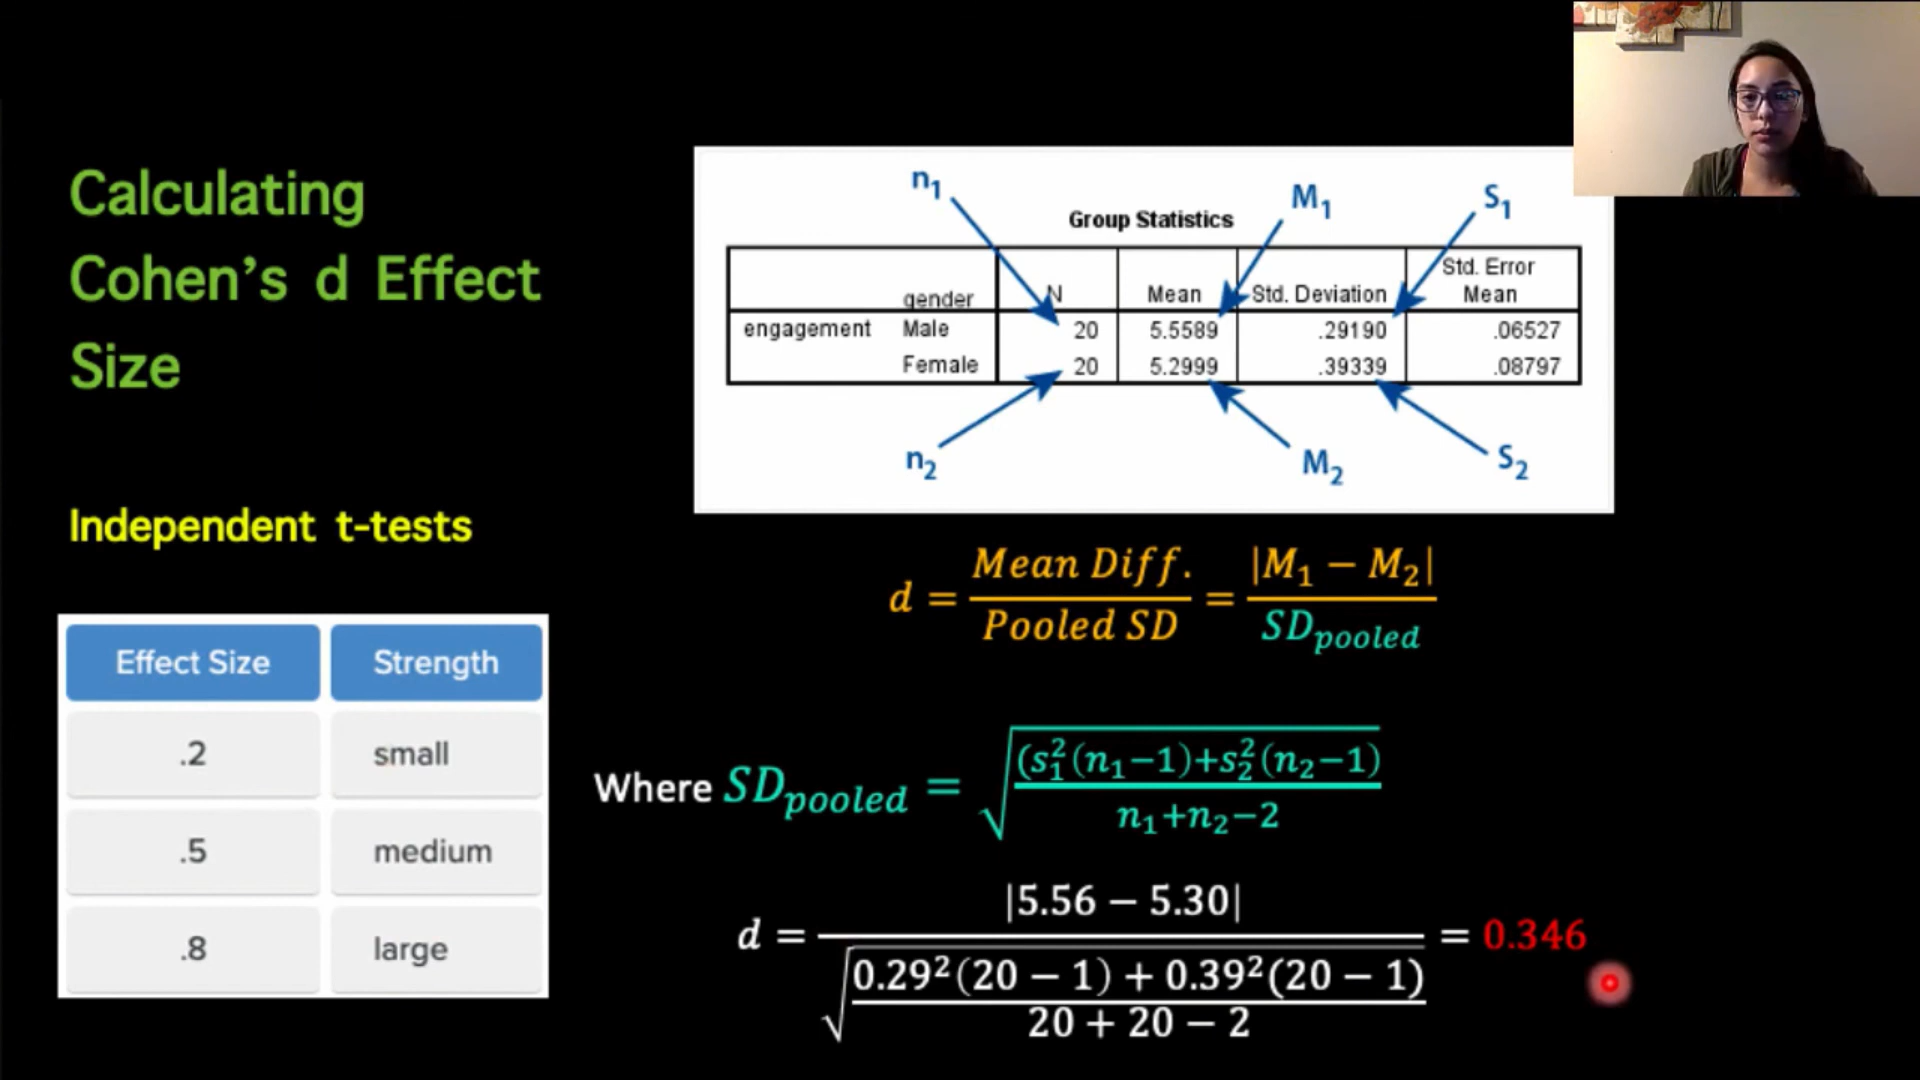 Calculating
Cohen’s d Effect
Size
Independent t-tests
Effect Size Strength
.2 small
.5 medium
.8 large
n₁ M₁ S₁
Group Statistics
gender N Mean Std. Deviation Std. Error Mean
engagement Male 20 5.5589 .29190 .06527
Female 20 5.2999 .39339 .08797
n₂ M₂ S₂
d = Mean Diff. / Pooled SD = |M₁ − M₂| / SDpooled
Where SDpooled = √((s₁²(n₁−1)+s₂²(n₂−1) / n₁+n₂−2
d = |5.56 − 5.30| / √(0.29²(20 − 1) + 0.39²(20 − 1) / 20 + 20 − 2) = 0.346